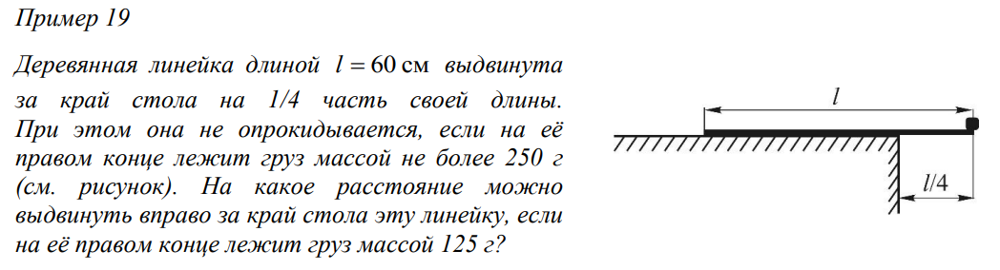 Пример 19
Деревянная линейка длиной l = 60 см выдвинута
за край стола на 1/4 часть своей длины.
При этом она не опрокидывается, если на её
правом конце лежит груз массой не более 250 г
(см. рисунок). На какое расстояние можно
выдвинуть вправо за край стола эту линейку, если
на её правом конце лежит груз массой 125 г?
l
l/4